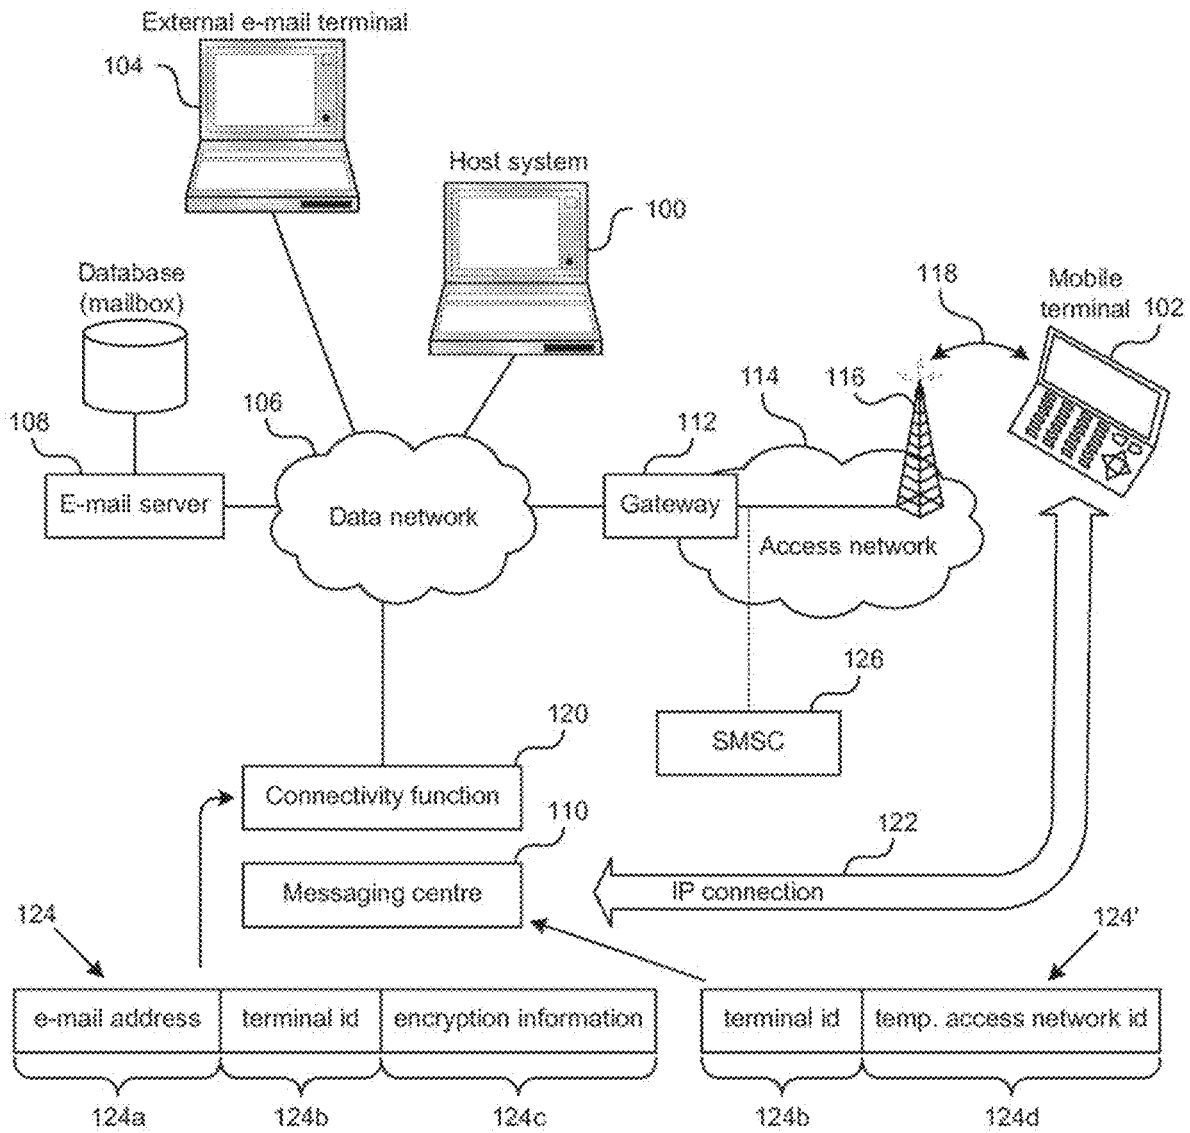 External e-mail terminal
104
Host system
100
Database
(mailbox)
118
Mobile
terminal
102
108
106
112
114
116
E-mail server
Data network
Gateway
Access network
126
SMSC
120
Connectivity function
110
Messaging centre
122
IP connection
124
124'
e-mail address
terminal id
encryption information
terminal id
temp. access network id
124a
124b
124c
124b
124d